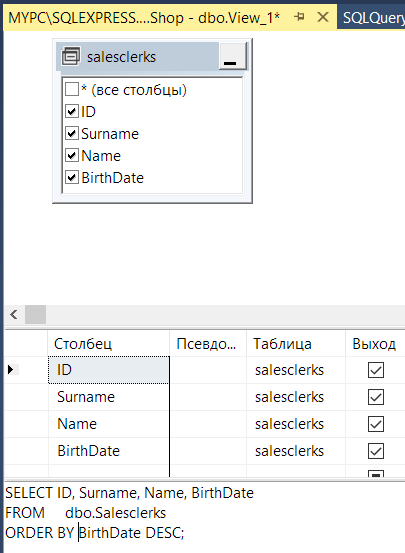 MYPC\SQLEXPRESS....Shop - dbo.View_1* SQLQuery
salesclerks
* (все столбцы)
ID
Surname
Name
BirthDate
Столбец Псевдо... Таблица Выход
ID salesclerks
Surname salesclerks
Name salesclerks
BirthDate salesclerks
SELECT ID, Surname, Name, BirthDate
FROM dbo.Salesclerks
ORDER BY BirthDate DESC;